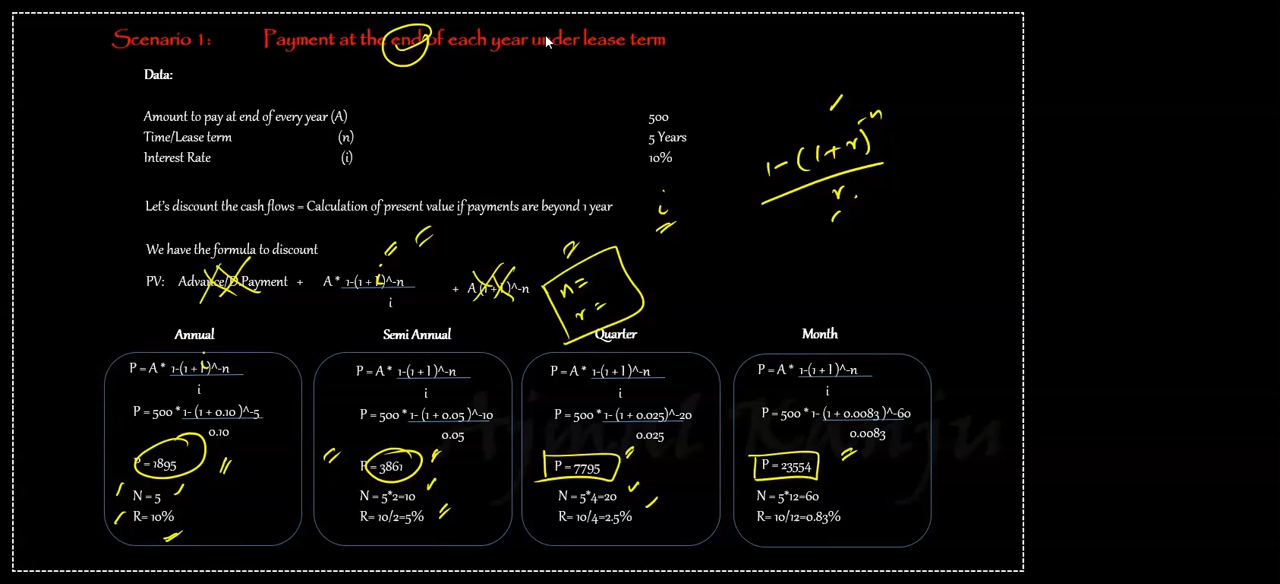 Scenario 1: Payment at the end of each year under lease term
Data:
Amount to pay at end of every year (A) 500
Time/Lease term (n) 5 Years
Interest Rate (i) 10%
1-(1+r)^-n
r
Let's discount the cash flows = Calculation of present value if payments are beyond 1 year
i
We have the formula to discount
PV: Advance/D.Payment + A * 1-(1 + i)^-n + A (1+1)^-n
i
n=
r=
Annual Semi Annual Quarter Month
P = A * 1-(1 + i)^-n P = A * 1-(1 + 1)^-n P = A * 1-(1 + 1)^-n P = A * 1-(1 + 1)^-n
i i i i
P = 500 * 1- (1 + 0.10 )^-5 P = 500 * 1- (1 + 0.05 )^-10 P = 500 * 1- (1 + 0.025 )^-20 P = 500 * 1- (1 + 0.0083 )^-60
0.10 0.05 0.025 0.0083
P = 1895 P = 3861 P = 7795 P = 23554
N = 5 N = 5*2=10 N = 5*4=20 N = 5*12=60
R= 10% R= 10/2=5% R= 10/4=2.5% R= 10/12=0.83%